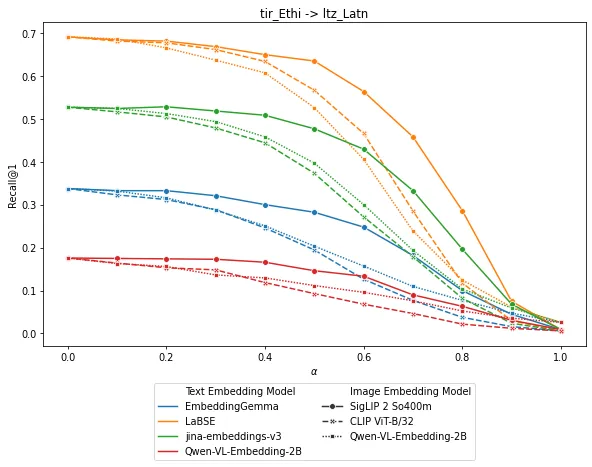 tir_Ethi -> ltz_Latn
0.7
0.6
0.5
0.4
0.3
0.2
0.1
0.0
Recall@1
0.0 0.2 0.4 0.6 0.8 1.0
α
Text Embedding Model Image Embedding Model
EmbeddingGemma SigLIP 2 So400m
LaBSE CLIP ViT-B/32
jina-embeddings-v3 Qwen-VL-Embedding-2B
Qwen-VL-Embedding-2B